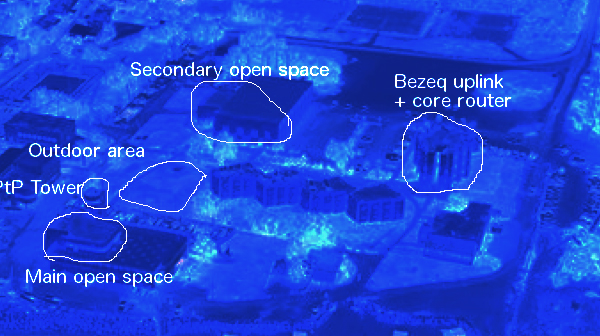 Secondary open space
Bezeq uplink
+ core router
Outdoor area
PtP Tower
Main open space